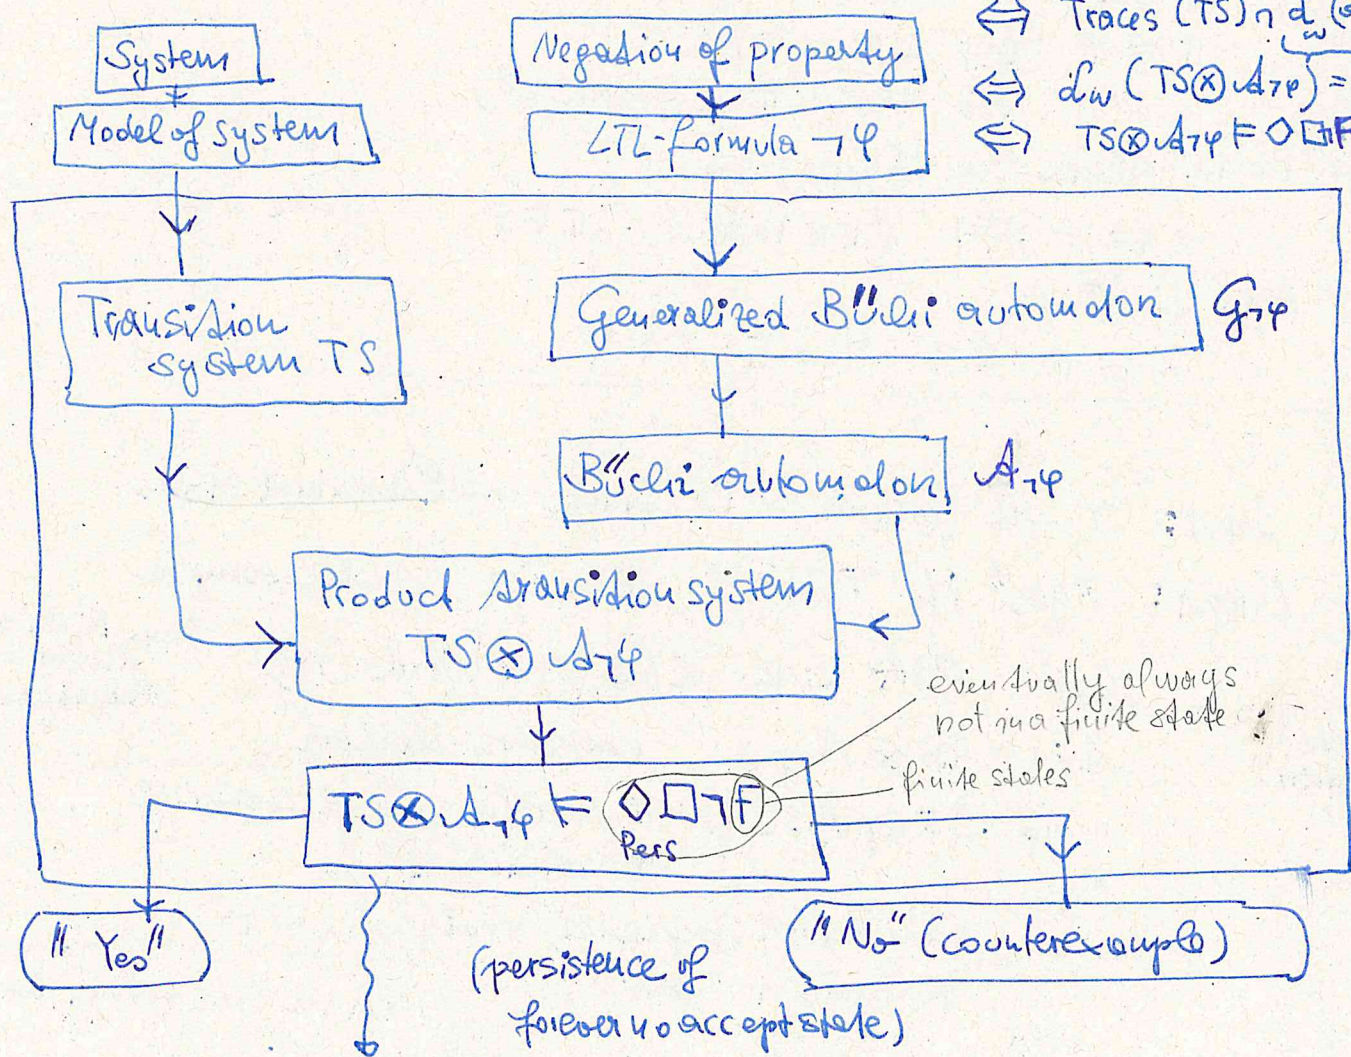 ⇔ Traces (TS) ∩ ℒω (
System
Negation of property
⇔ ℒω (TS⊗𝒜¬φ) =
Model of system
LTL-formula ¬φ
⇔ TS⊗𝒜¬φ ⊨ ◇□¬F
Transition
system TS
Generalized Büchi automaton G¬φ
Büchi automaton 𝒜¬φ
Product transition system
TS ⊗ 𝒜¬φ
eventually always
not in a finite state
finite states
TS⊗𝒜¬φ ⊨ ◇□¬F
Pers
"Yes"
"No" (counterexample)
(persistence of
forever no accept state)